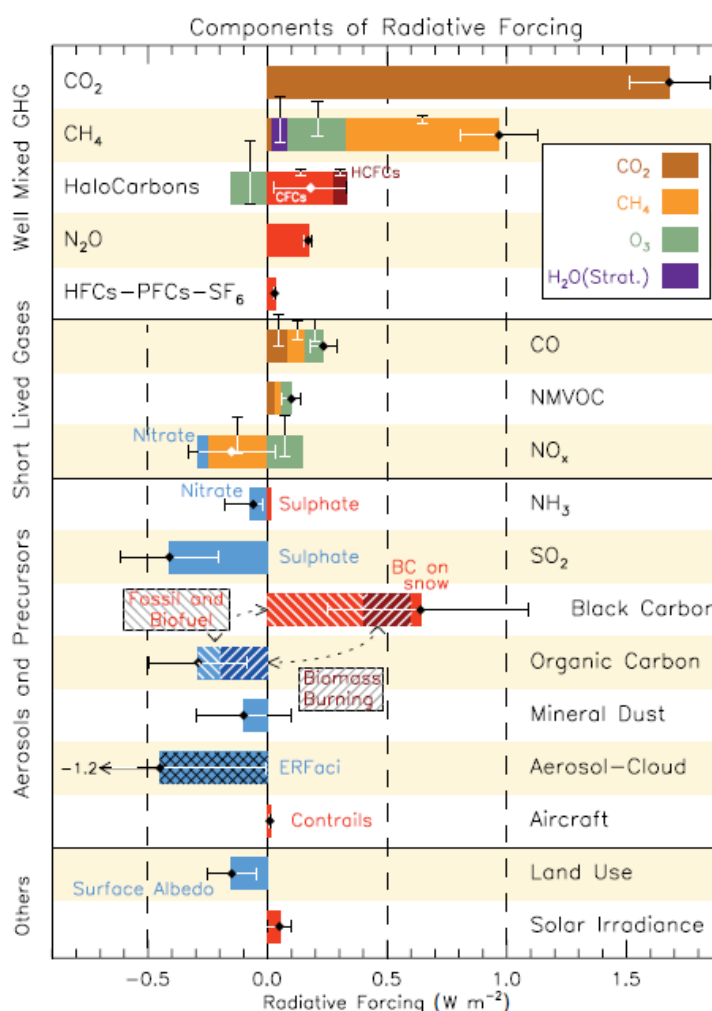 Components of Radiative Forcing
Well Mixed GHG
CO₂
CH₄
HaloCarbons
CFCs
HCFCs
N₂O
HFCs−PFCs−SF₆
CO₂
CH₄
O₃
H₂O(Strat.)
Short Lived Gases
CO
NMVOC
Nitrate
NOₓ
Aerosols and Precursors
Nitrate
Sulphate
NH₃
Sulphate
SO₂
BC on
snow
Fossil and
Biofuel
Black Carbon
Organic Carbon
Biomass
Burning
Mineral Dust
−1.2
ERFaci
Aerosol−Cloud
Contrails
Aircraft
Others
Surface Albedo
Land Use
Solar Irradiance
−0.5 0.0 0.5 1.0 1.5
Radiative Forcing (W m⁻²)